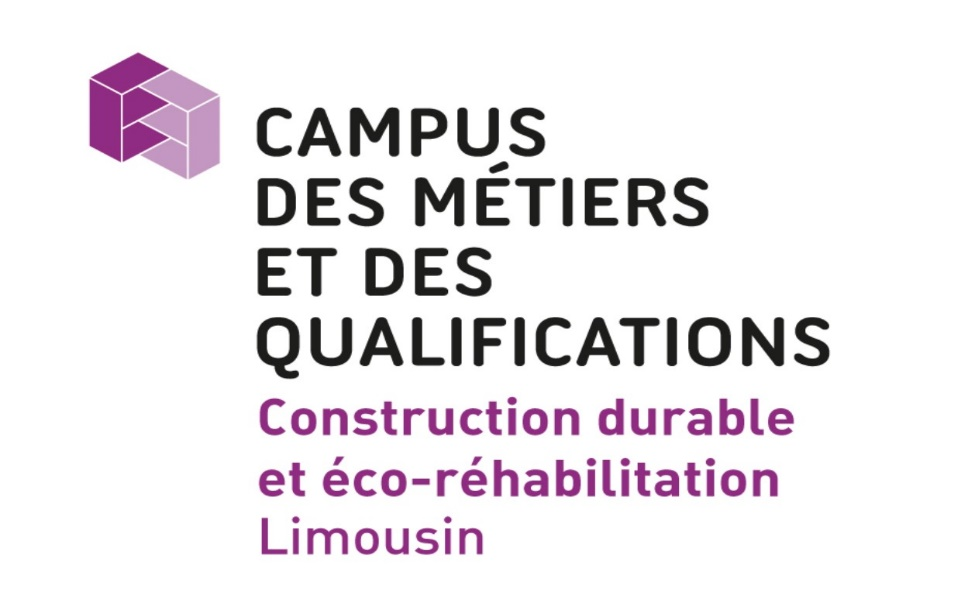 CAMPUS
DES MÉTIERS
ET DES
QUALIFICATIONS
Construction durable
et éco-réhabilitation
Limousin